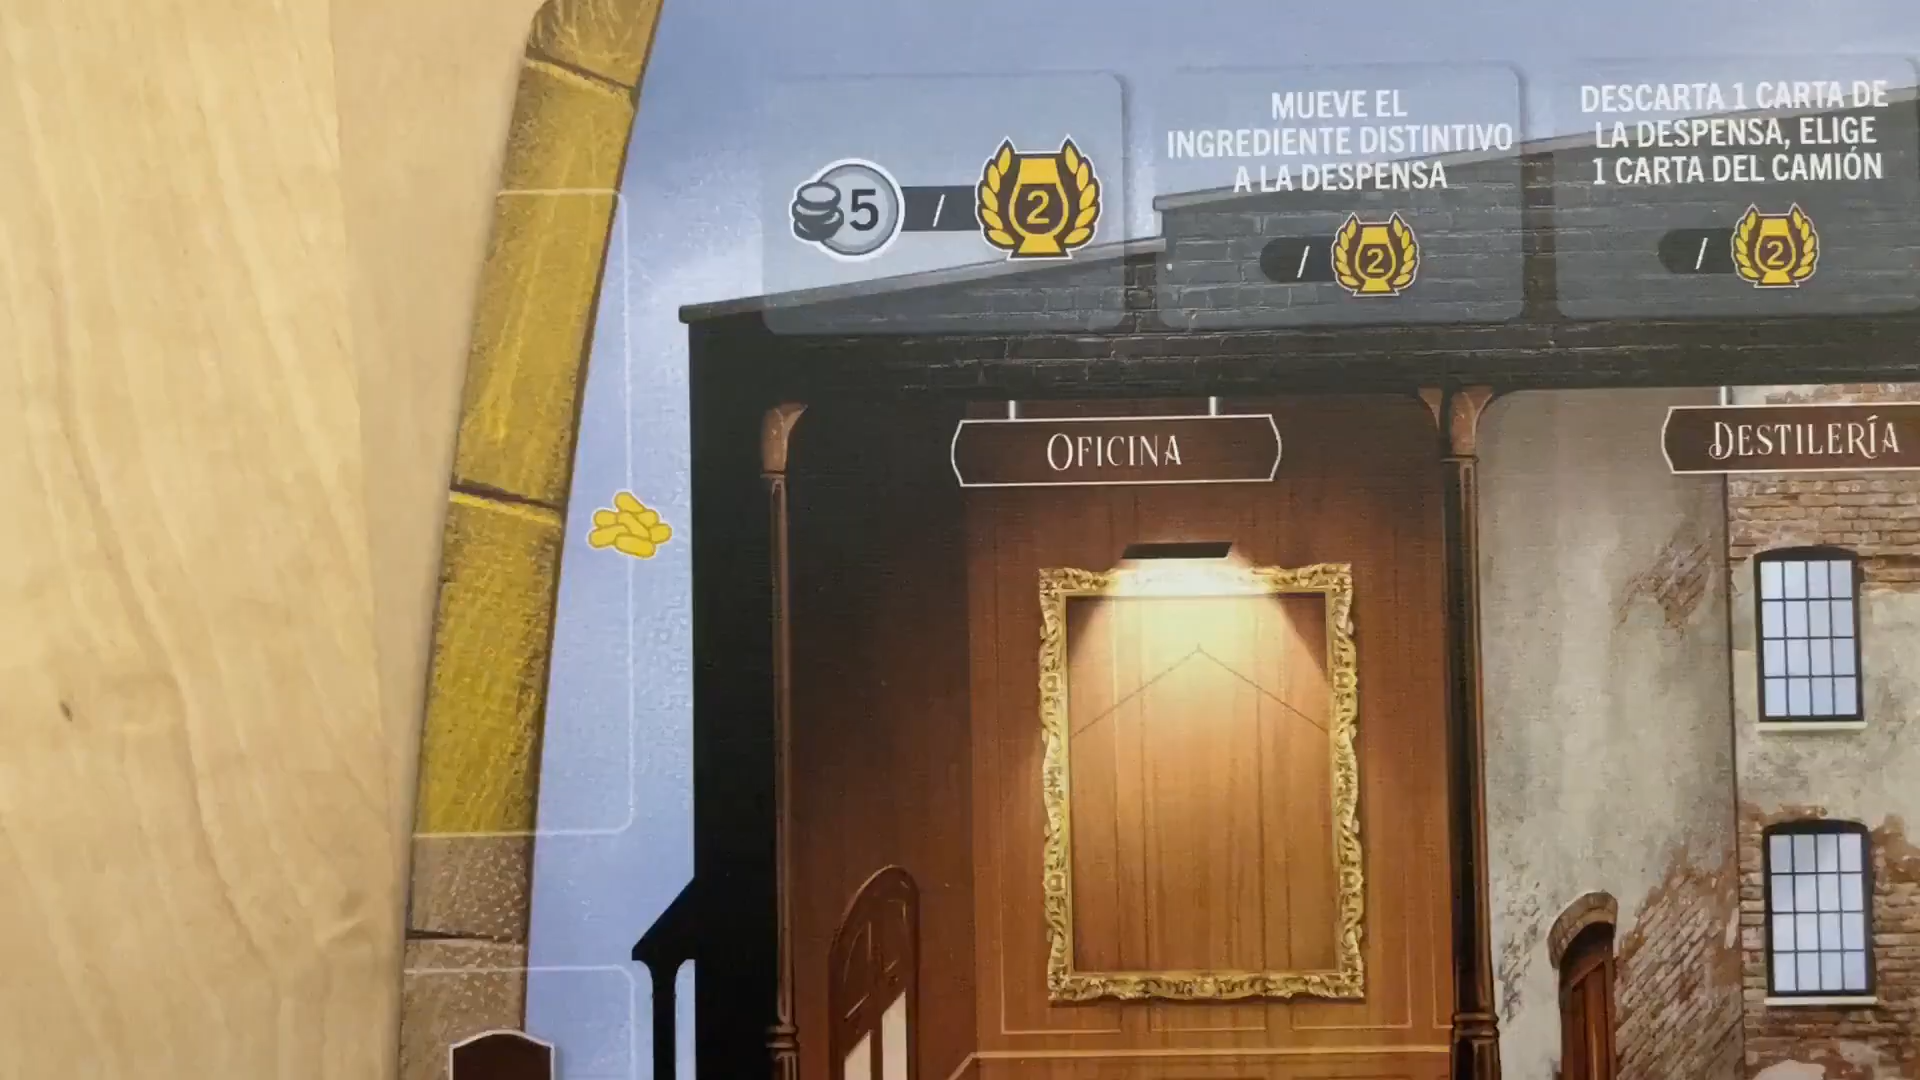 5 / 2
MUEVE EL
INGREDIENTE DISTINTIVO
A LA DESPENSA
/ 2
DESCARTA 1 CARTA DE
LA DESPENSA, ELIGE
1 CARTA DEL CAMIÓN
/ 2
OFICINA
DESTILERÍA